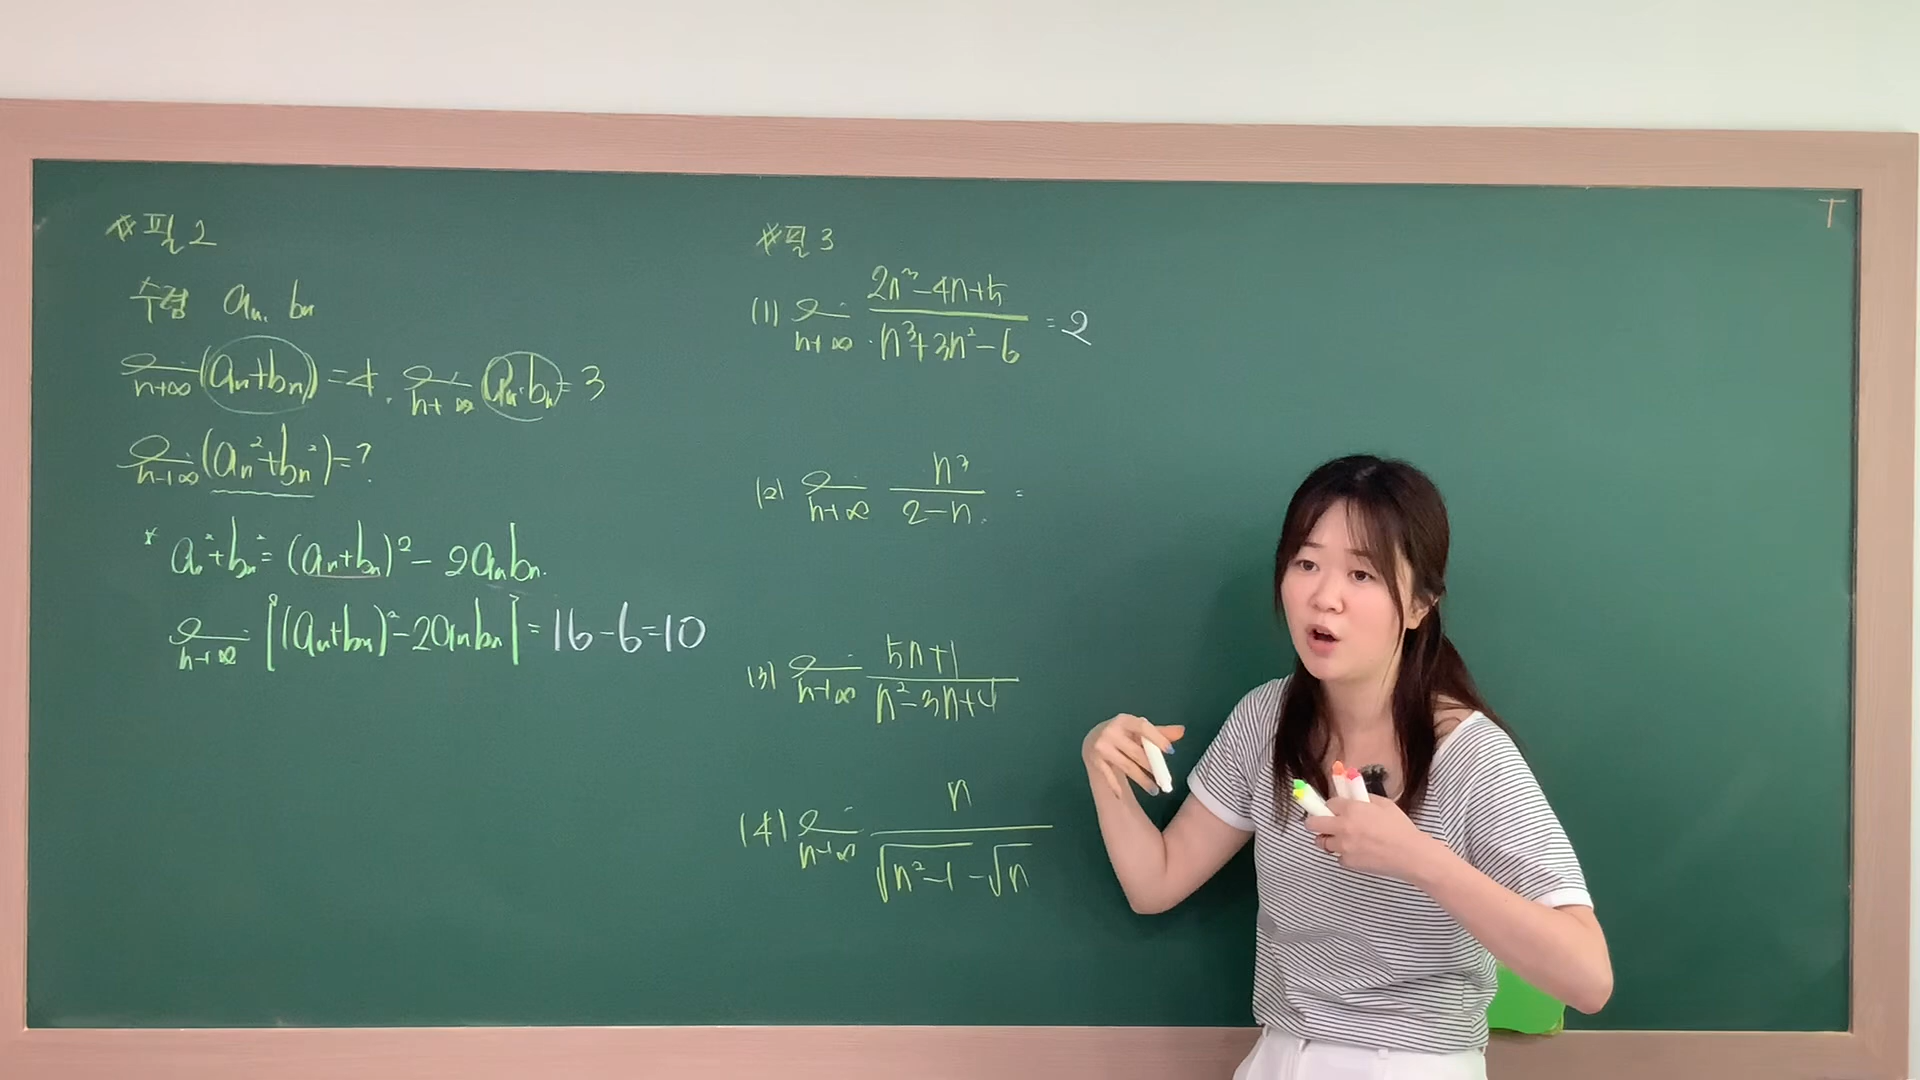 #필 2
수렴 aₙ, bₙ
lim n→∞ (aₙ+bₙ) = 4, lim n→∞ aₙ·bₙ = 3
lim n→∞ (aₙ²+bₙ²) = ?
* aₙ²+bₙ² = (aₙ+bₙ)² - 2aₙbₙ.
lim n→∞ [(aₙ+bₙ)² - 2aₙbₙ] = 16 - 6 = 10
#필 3
(1) lim n→∞ (2n³-4n+5)/(n³+3n²-6) = 2
(2) lim n→∞ n³/(2-n) =
(3) lim n→∞ (5n+1)/(n²-3n+4)
(4) lim n→∞ n/(√(n²-1) - √n)
T